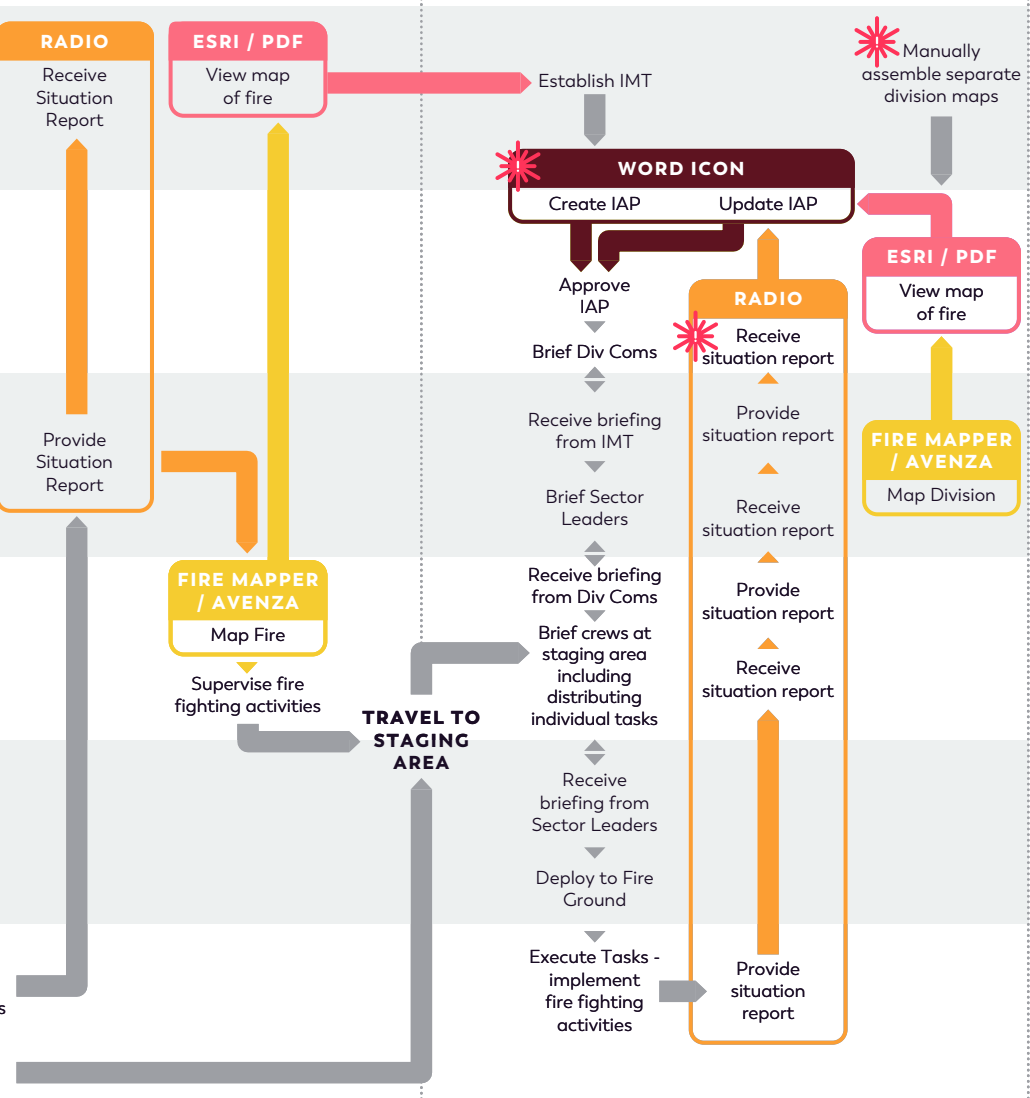 RADIO
Receive
Situation
Report
Provide
Situation
Report
ESRI / PDF
View map
of fire
FIRE MAPPER
/ AVENZA
Map Fire
Supervise fire
fighting activities
TRAVEL TO
STAGING
AREA
s
Establish IMT
! Manually
assemble separate
division maps
! WORD ICON
Create IAP
Update IAP
Approve
IAP
Brief Div Coms
Receive briefing
from IMT
Brief Sector
Leaders
Receive briefing
from Div Coms
Brief crews at
staging area
including
distributing
individual tasks
Receive
briefing from
Sector Leaders
Deploy to Fire
Ground
Execute Tasks -
implement
fire fighting
activities
RADIO
! Receive
situation report
Provide
situation report
Receive
situation report
Provide
situation report
Receive
situation report
Provide
situation
report
ESRI / PDF
View map
of fire
FIRE MAPPER
/ AVENZA
Map Division